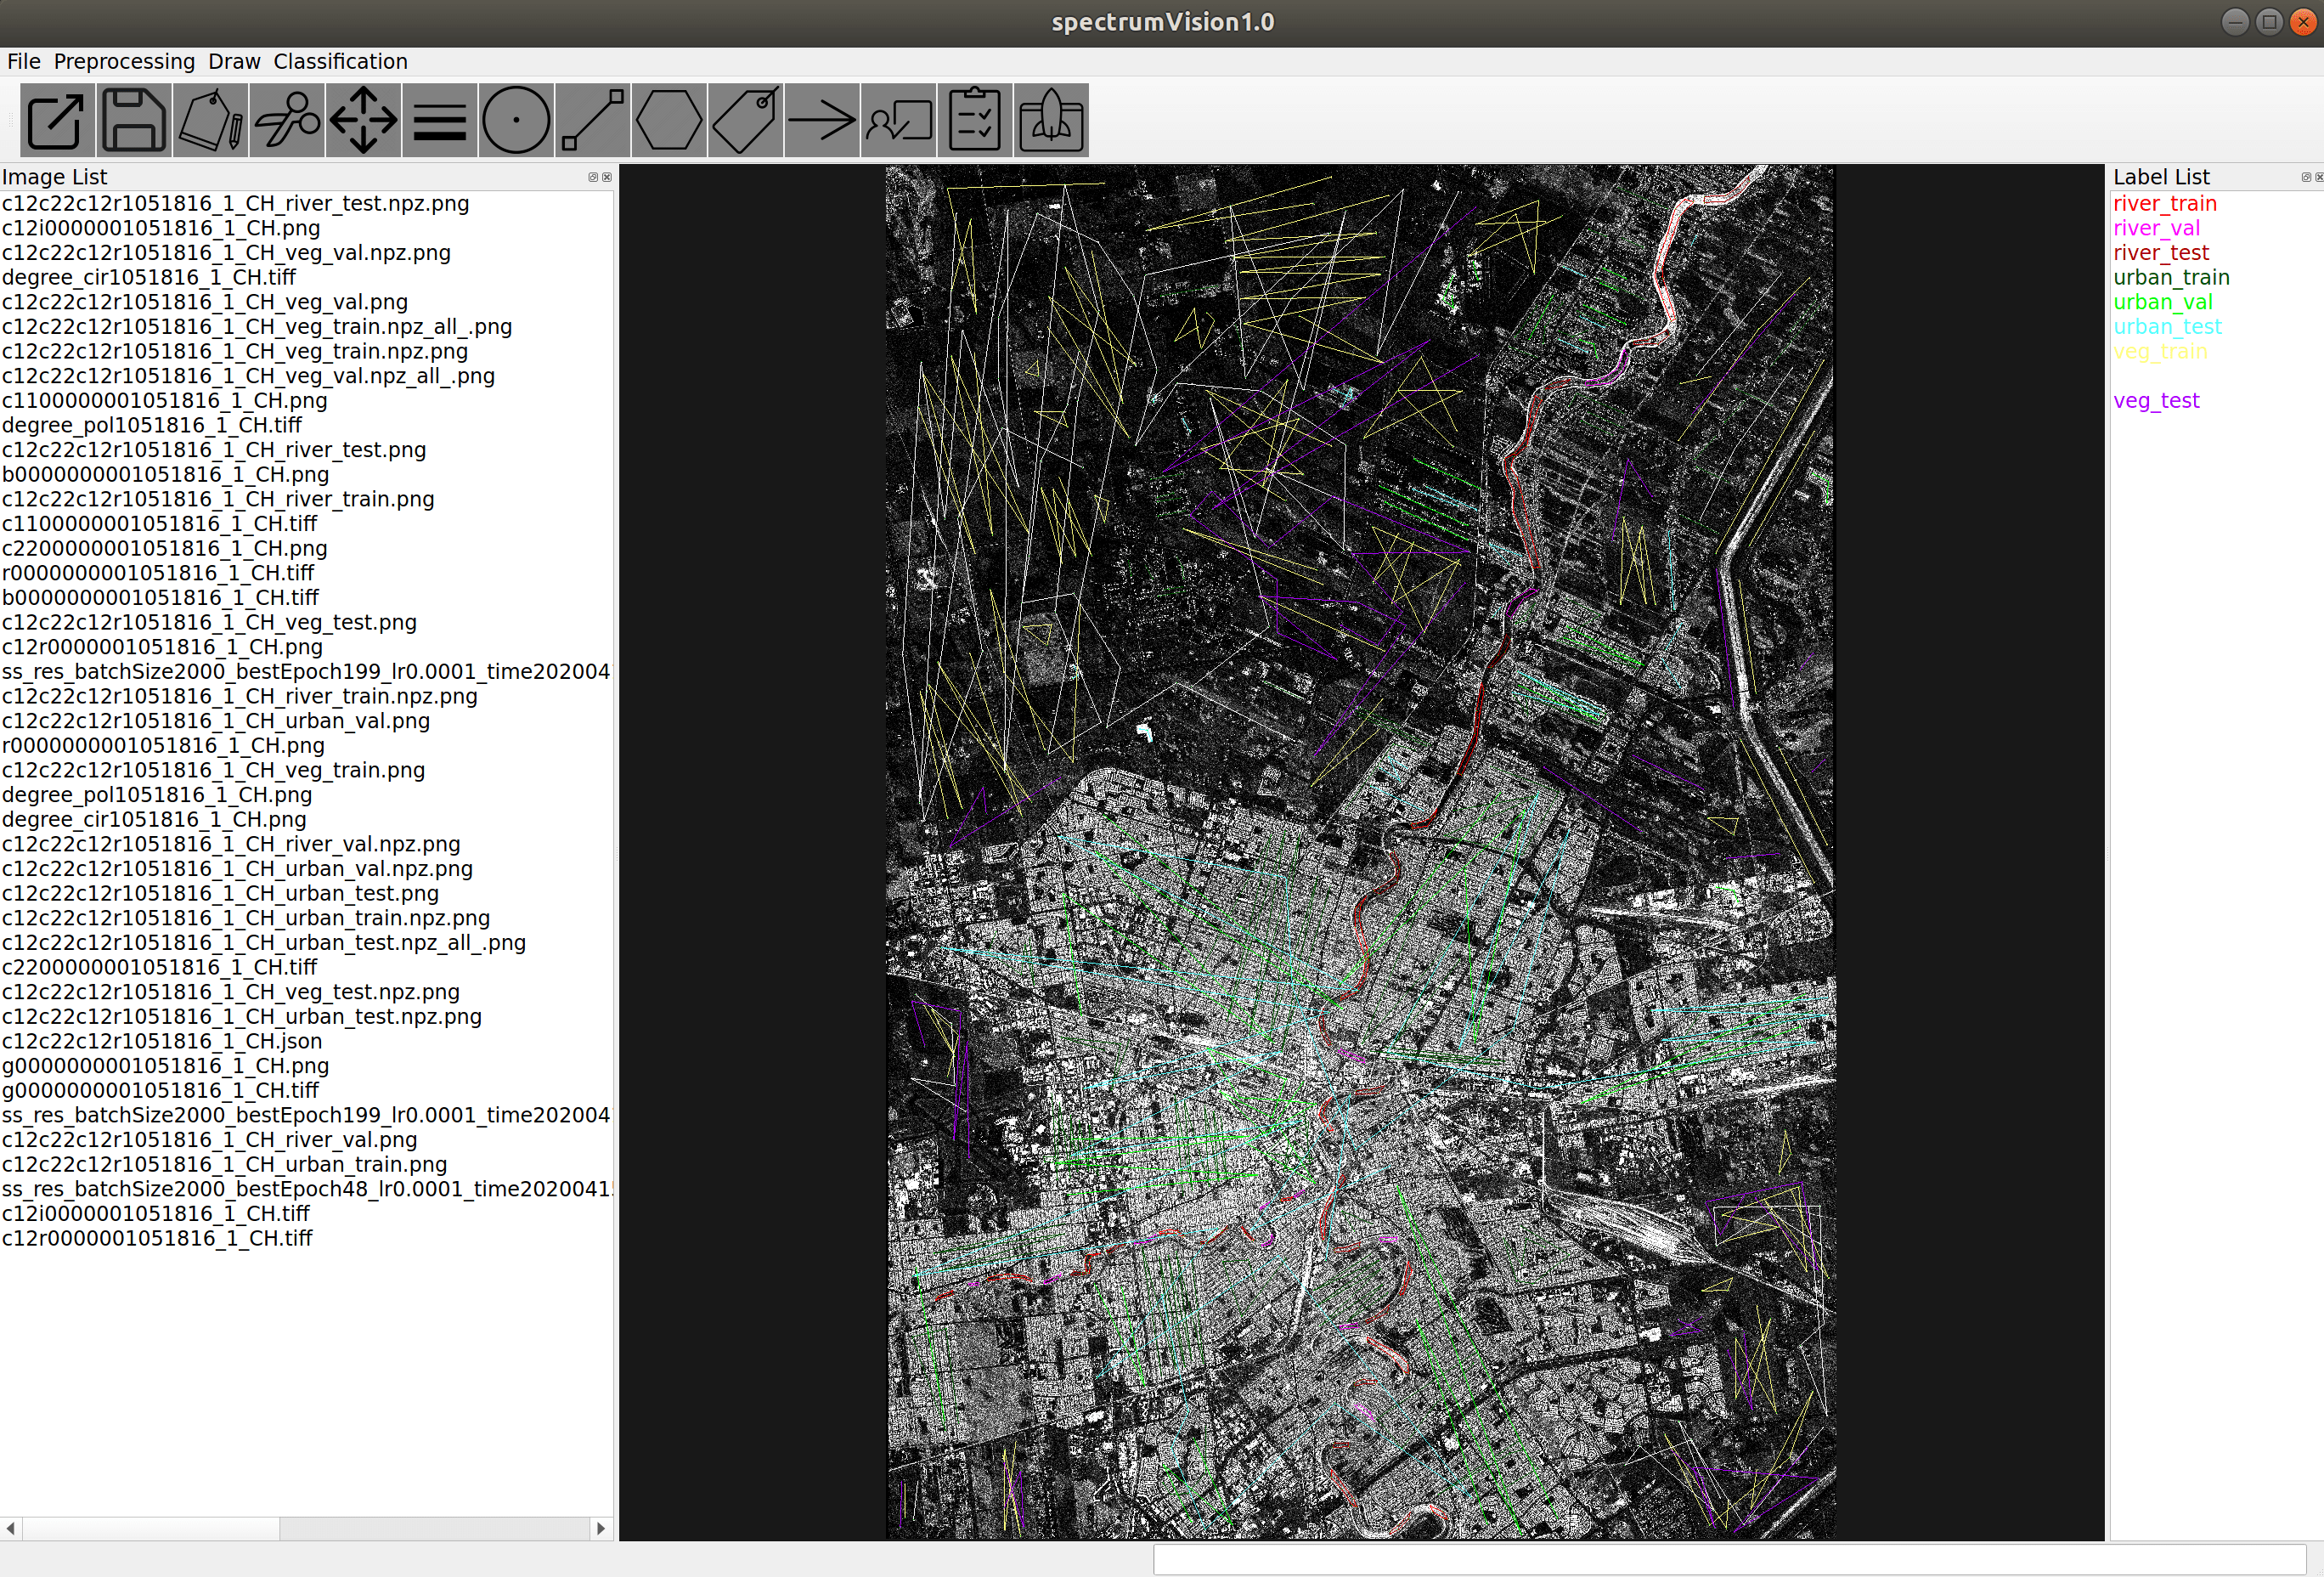 spectrumVision1.0
File Preprocessing Draw Classification
Image List
c12c22c12r1051816_1_CH_river_test.npz.png
c12i0000001051816_1_CH.png
c12c22c12r1051816_1_CH_veg_val.npz.png
degree_cir1051816_1_CH.tiff
c12c22c12r1051816_1_CH_veg_val.png
c12c22c12r1051816_1_CH_veg_train.npz_all_.png
c12c22c12r1051816_1_CH_veg_train.npz.png
c12c22c12r1051816_1_CH_veg_val.npz_all_.png
c1100000001051816_1_CH.png
degree_pol1051816_1_CH.tiff
c12c22c12r1051816_1_CH_river_test.png
b0000000001051816_1_CH.png
c12c22c12r1051816_1_CH_river_train.png
c1100000001051816_1_CH.tiff
c2200000001051816_1_CH.png
r0000000001051816_1_CH.tiff
b0000000001051816_1_CH.tiff
c12c22c12r1051816_1_CH_veg_test.png
c12r0000001051816_1_CH.png
ss_res_batchSize2000_bestEpoch199_lr0.0001_time202004
c12c22c12r1051816_1_CH_river_train.npz.png
c12c22c12r1051816_1_CH_urban_val.png
r0000000001051816_1_CH.png
c12c22c12r1051816_1_CH_veg_train.png
degree_pol1051816_1_CH.png
degree_cir1051816_1_CH.png
c12c22c12r1051816_1_CH_river_val.npz.png
c12c22c12r1051816_1_CH_urban_val.npz.png
c12c22c12r1051816_1_CH_urban_test.png
c12c22c12r1051816_1_CH_urban_train.npz.png
c12c22c12r1051816_1_CH_urban_test.npz_all_.png
c2200000001051816_1_CH.tiff
c12c22c12r1051816_1_CH_veg_test.npz.png
c12c22c12r1051816_1_CH_urban_test.npz.png
c12c22c12r1051816_1_CH.json
g0000000001051816_1_CH.png
g0000000001051816_1_CH.tiff
ss_res_batchSize2000_bestEpoch199_lr0.0001_time202004
c12c22c12r1051816_1_CH_river_val.png
c12c22c12r1051816_1_CH_urban_train.png
ss_res_batchSize2000_bestEpoch48_lr0.0001_time2020041
c12i0000001051816_1_CH.tiff
c12r0000001051816_1_CH.tiff
Label List
river_train
river_val
river_test
urban_train
urban_val
urban_test
veg_train
veg_test